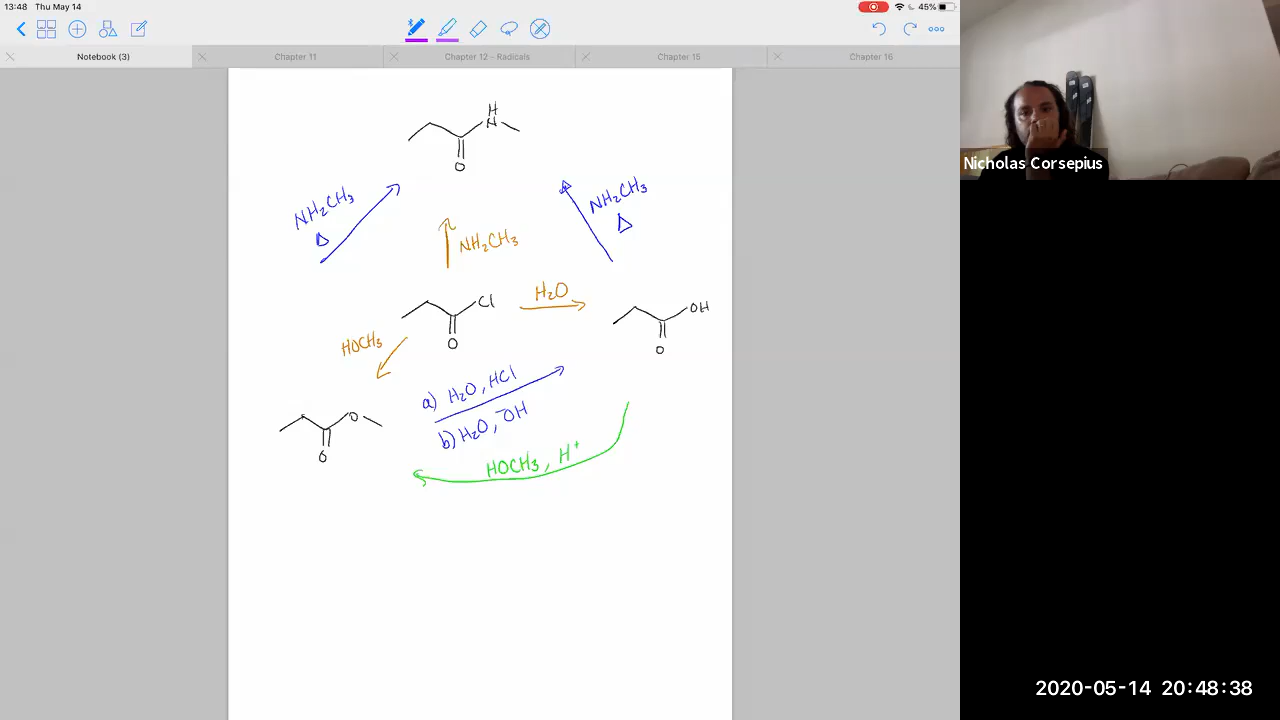 13:48 Thu May 14
45%
Notebook (3)
Chapter 11
Chapter 12 - Radicals
Chapter 15
Chapter 16
Nicholas Corsepius
H
N
O
NH₂CH₃
Δ
NH₂CH₃
NH₂CH₃
Δ
Cl
O
H₂O
OH
O
HOCH₃
O
O
a) H₂O, HCl
b) H₂O, ⁻OH
HOCH₃, H⁺
2020-05-14 20:48:38